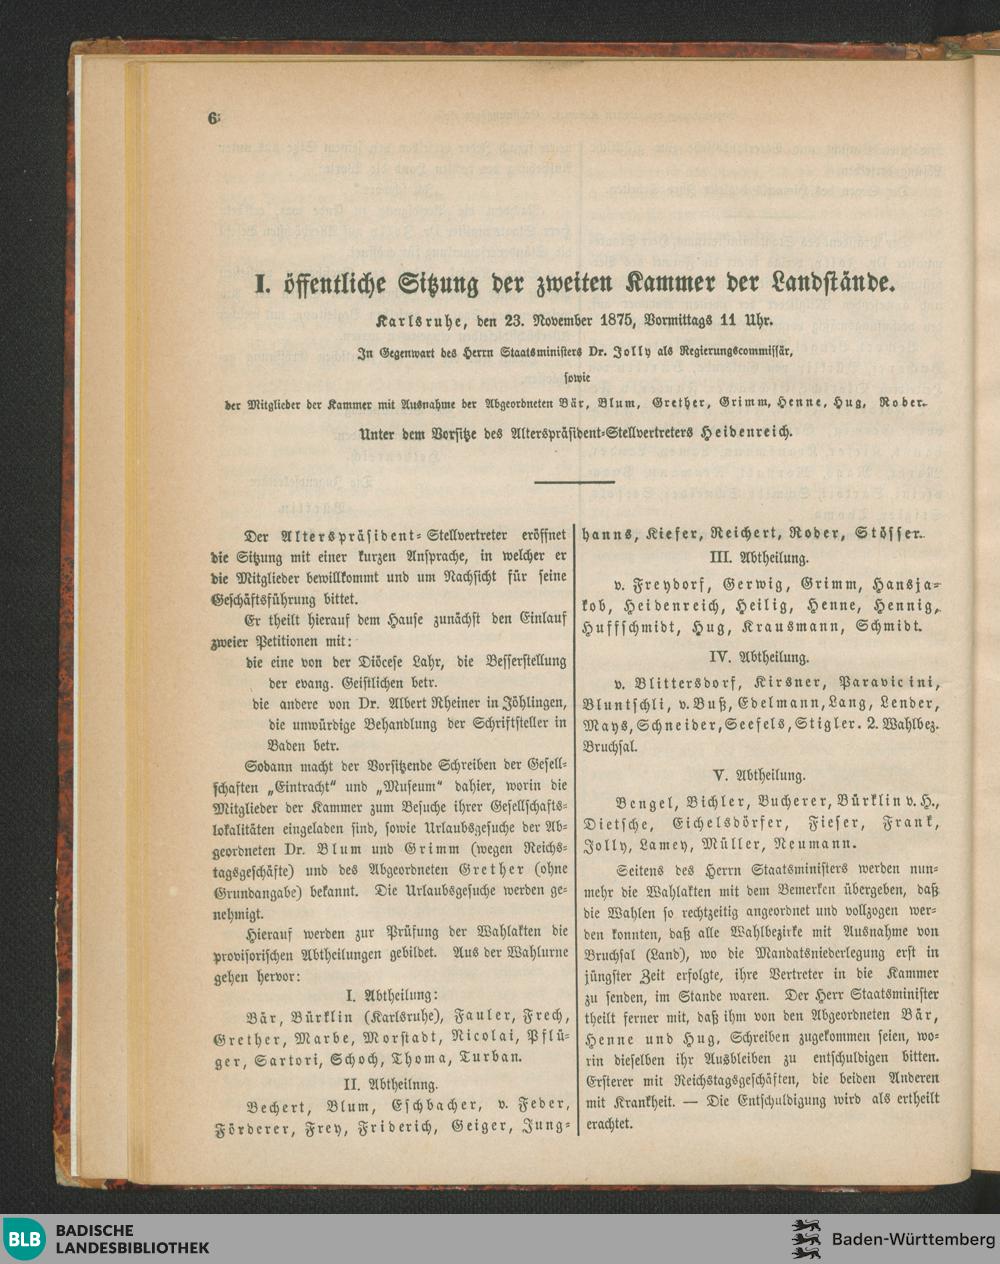 6
I. öffentliche Sitzung der zweiten Kammer der Landstände.
Karlsruhe, den 23. November 1875, Vormittags 11 Uhr.
In Gegenwart des Herrn Staatsministers Dr. Jolly als Regierungscommissär,
sowie
der Mitglieder der Kammer mit Ausnahme der Abgeordneten Bär, Blum, Grether, Grimm, Henne, Hug, Roder.
Unter dem Vorsitze des Alterspräsident-Stellvertreters Heidenreich.
Der Alterspräsident-Stellvertreter eröffnet
die Sitzung mit einer kurzen Ansprache, in welcher er
die Mitglieder bewillkommt und um Nachsicht für seine
Geschäftsführung bittet.
Er theilt hierauf dem Hause zunächst den Einlauf
zweier Petitionen mit:
die eine von der Diöcese Lahr, die Besserstellung
der evang. Geistlichen betr.
die andere von Dr. Albert Rheiner in Jöhlingen,
die unwürdige Behandlung der Schriftsteller in
Baden betr.
Sodann macht der Vorsitzende Schreiben der Gesell-
schaften „Eintracht“ und „Museum“ dahier, worin die
Mitglieder der Kammer zum Besuche ihrer Gesellschafts-
lokalitäten eingeladen sind, sowie Urlaubsgesuche der Ab-
geordneten Dr. Blum und Grimm (wegen Reichs-
tagsgeschäfte) und des Abgeordneten Grether (ohne
Grundangabe) bekannt. Die Urlaubsgesuche werden ge-
nehmigt.
Hierauf werden zur Prüfung der Wahlakten die
provisorischen Abtheilungen gebildet. Aus der Wahlurne
gehen hervor:
I. Abtheilung:
Bär, Bürklin (Karlsruhe), Fauler, Frech,
Grether, Marbe, Morstadt, Nicolai, Pflü-
ger, Sartori, Schoch, Thoma, Turban.
II. Abtheilnng.
Bechert, Blum, Eschbacher, v. Feder,
Förderer, Frey, Friderich, Geiger, Jung-
hanns, Kiefer, Reichert, Roder, Stösser.
III. Abtheilung.
v. Freydorf, Gerwig, Grimm, Hansja-
kob, Heidenreich, Heilig, Henne, Hennig,
Huffschmidt, Hug, Krausmann, Schmidt.
IV. Abtheilung.
v. Blittersdorf, Kirsner, Paravicini,
Bluntschli, v. Buß, Edelmann, Lang, Lender,
Mays, Schneider, Seefels, Stigler. 2. Wahlbez.
Bruchsal.
V. Abtheilung.
Bengel, Bichler, Bucherer, Bürklin v. H.,
Dietsche, Eichelsdörfer, Fieser, Frank,
Jolly, Lamey, Müller, Neumann.
Seitens des Herrn Staatsministers werden nun-
mehr die Wahlakten mit dem Bemerken übergeben, daß
die Wahlen so rechtzeitig angeordnet und vollzogen wer-
den konnten, daß alle Wahlbezirke mit Ausnahme von
Bruchsal (Land), wo die Mandatsniederlegung erst in
jüngster Zeit erfolgte, ihre Vertreter in die Kammer
zu senden, im Stande waren. Der Herr Staatsminister
theilt ferner mit, daß ihm von den Abgeordneten Bär,
Henne und Hug, Schreiben zugekommen seien, wo-
rin dieselben ihr Ausbleiben zu entschuldigen bitten.
Ersterer mit Reichstagsgeschäften, die beiden Anderen
mit Krankheit. — Die Entschuldigung wird als ertheilt
erachtet.
BLB
BADISCHE
LANDESBIBLIOTHEK
Baden-Württemberg